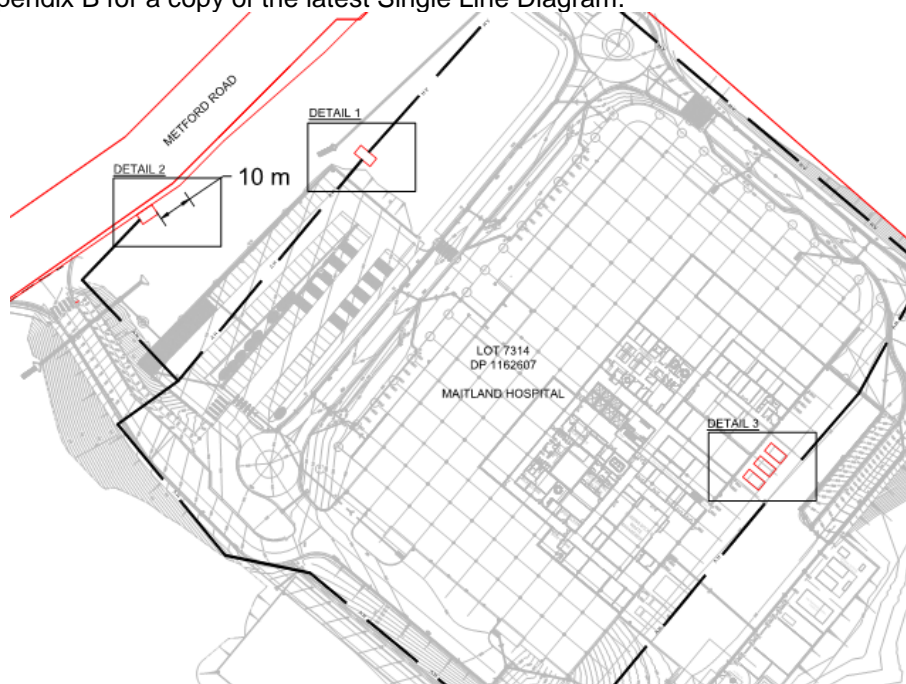 pendix B for a copy of the latest Single Line Diagram.
METFORD ROAD
DETAIL 1
DETAIL 2
10 m
LOT 7314
DP 1162607
MAITLAND HOSPITAL
DETAIL 3